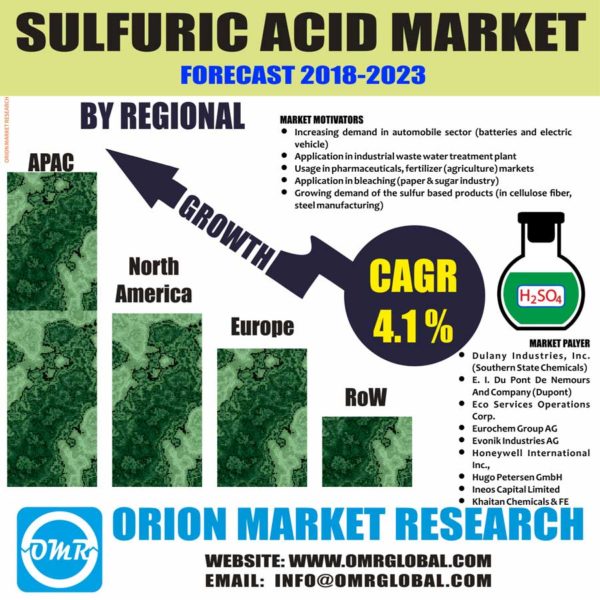 SULFURIC ACID MARKET
FORECAST 2018-2023
ORION MARKET RESEARCH
BY REGIONAL
APAC
North
America
Europe
RoW
GROWTH
CAGR
4.1%
MARKET MOTIVATORS
• Increasing demand in automobile sector (batteries and electric
vehicle)
• Application in industrial waste water treatment plant
• Usage in pharmaceuticals, fertilizer (agriculture) markets
• Application in bleaching (paper & sugar industry)
• Growing demand of the sulfur based products (in cellulose fiber,
steel manufacturing)
H₂SO₄
MARKET PALYER
• Dulany Industries, Inc.
(Southern State Chemicals)
• E. I. Du Pont De Nemours
And Company (Dupont)
• Eco Services Operations
Corp.
• Eurochem Group AG
• Evonik Industries AG
• Honeywell International
Inc.,
• Hugo Petersen GmbH
• Ineos Capital Limited
• Khaitan Chemicals & FE
OMR
ORION MARKET RESEARCH
WEBSITE: WWW.OMRGLOBAL.COM
EMAIL: INFO@OMRGLOBAL.COM